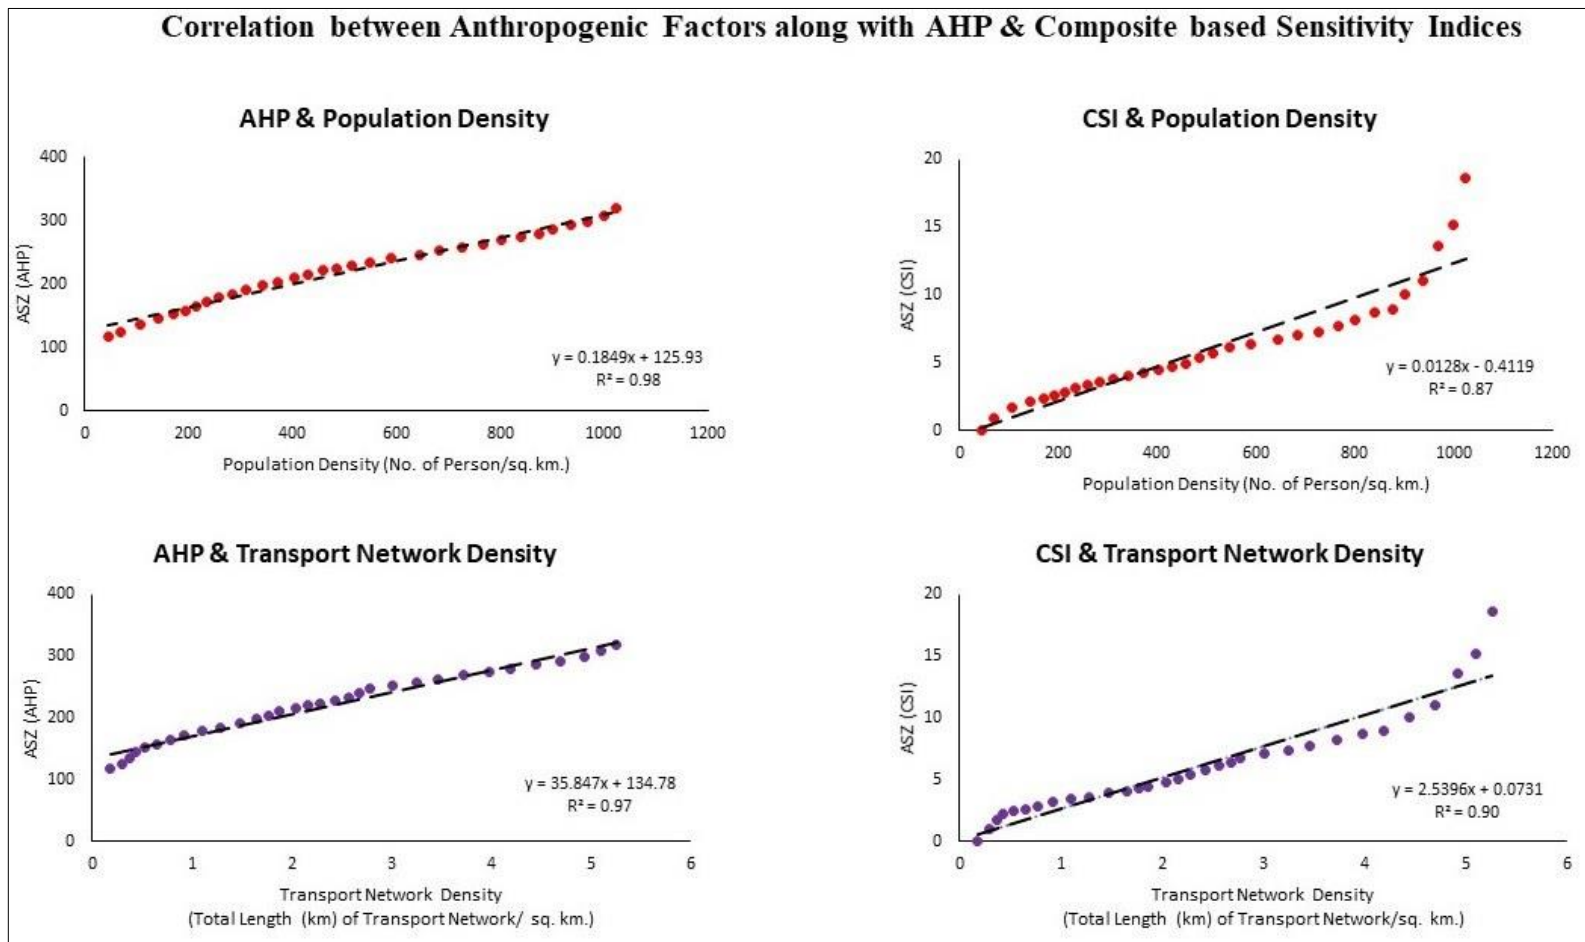 Correlation between Anthropogenic Factors along with AHP & Composite based Sensitivity Indices
AHP & Population Density
400
300
200
100
0
ASZ (AHP)
y = 0.1849x + 125.93
R² = 0.98
0 200 400 600 800 1000 1200
Population Density (No. of Person/sq. km.)
CSI & Population Density
20
15
10
5
0
ASZ (CSI)
y = 0.0128x - 0.4119
R² = 0.87
0 200 400 600 800 1000 1200
Population Density (No. of Person/sq. km.)
AHP & Transport Network Density
400
300
200
100
0
ASZ (AHP)
y = 35.847x + 134.78
R² = 0.97
0 1 2 3 4 5 6
Transport Network Density
(Total Length (km) of Transport Network/ sq. km.)
CSI & Transport Network Density
20
15
10
5
0
ASZ (CSI)
y = 2.5396x + 0.0731
R² = 0.90
0 1 2 3 4 5 6
Transport Network Density
(Total Length (km) of Transport Network/sq. km.)